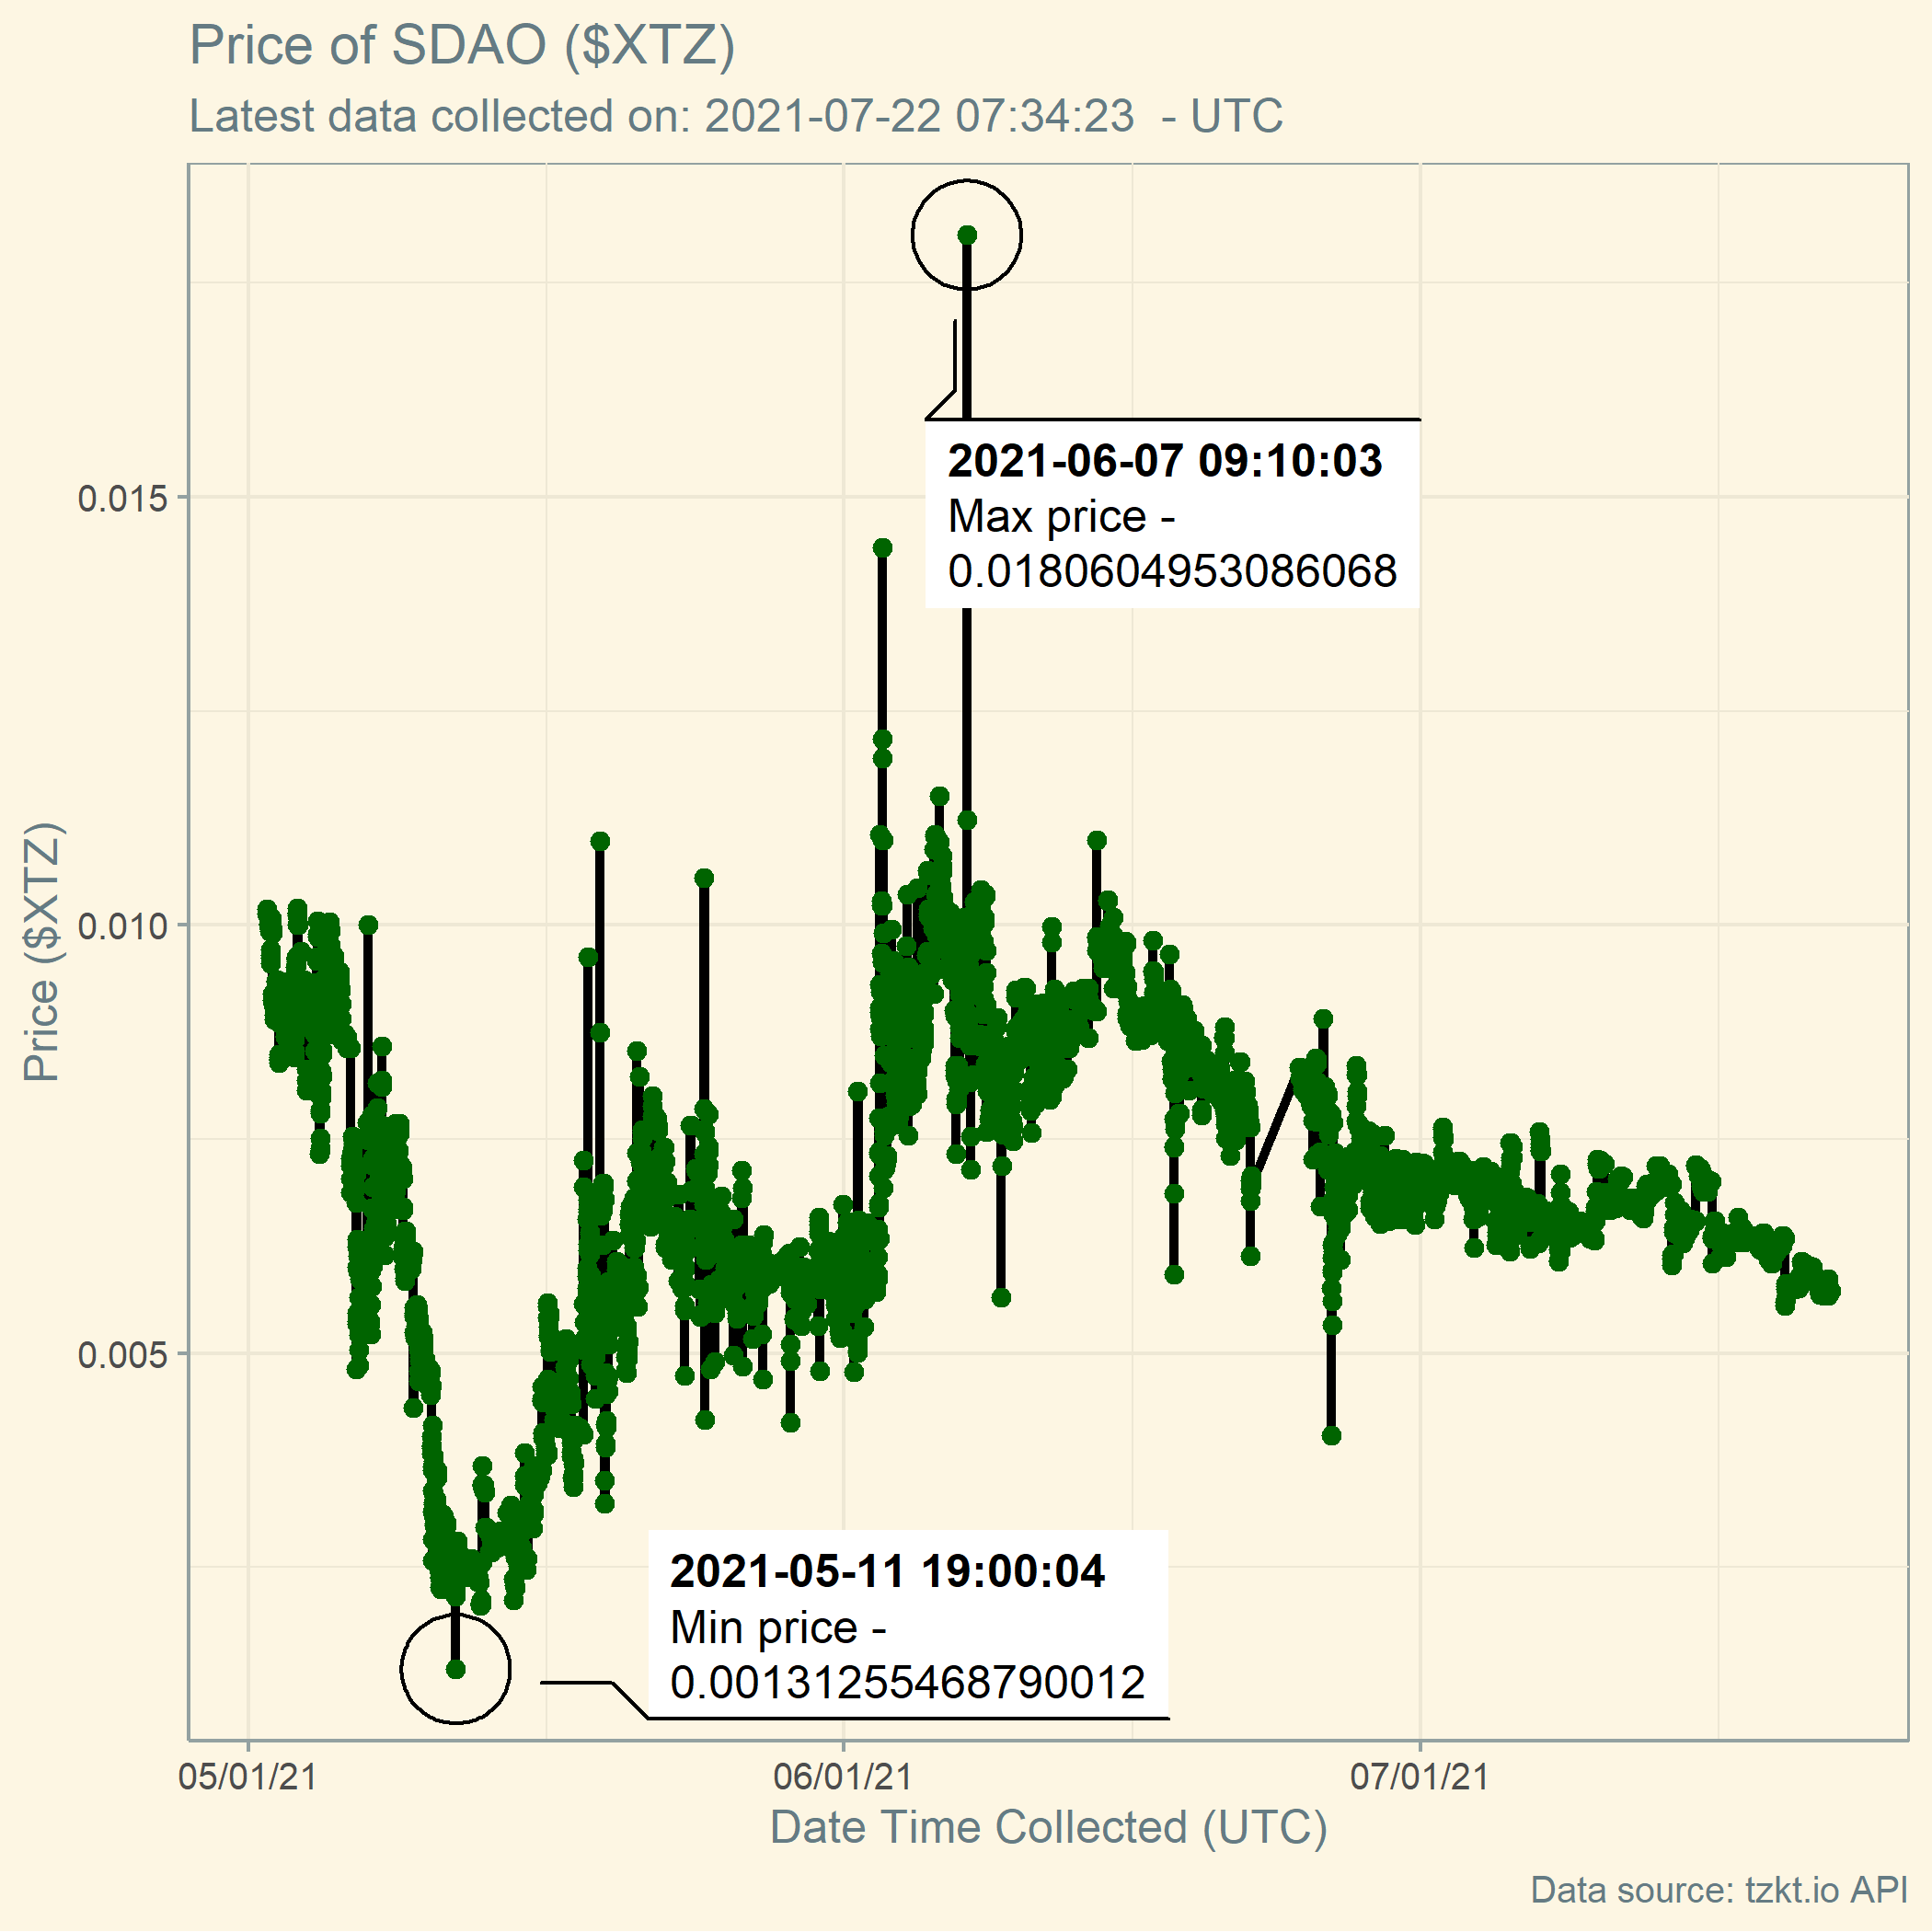 Price of SDAO ($XTZ)
Latest data collected on: 2021-07-22 07:34:23 - UTC
2021-06-07 09:10:03
Max price -
0.0180604953086068
0.015
0.010
0.005
Price ($XTZ)
2021-05-11 19:00:04
Min price -
0.00131255468790012
05/01/21
06/01/21
07/01/21
Date Time Collected (UTC)
Data source: tzkt.io API